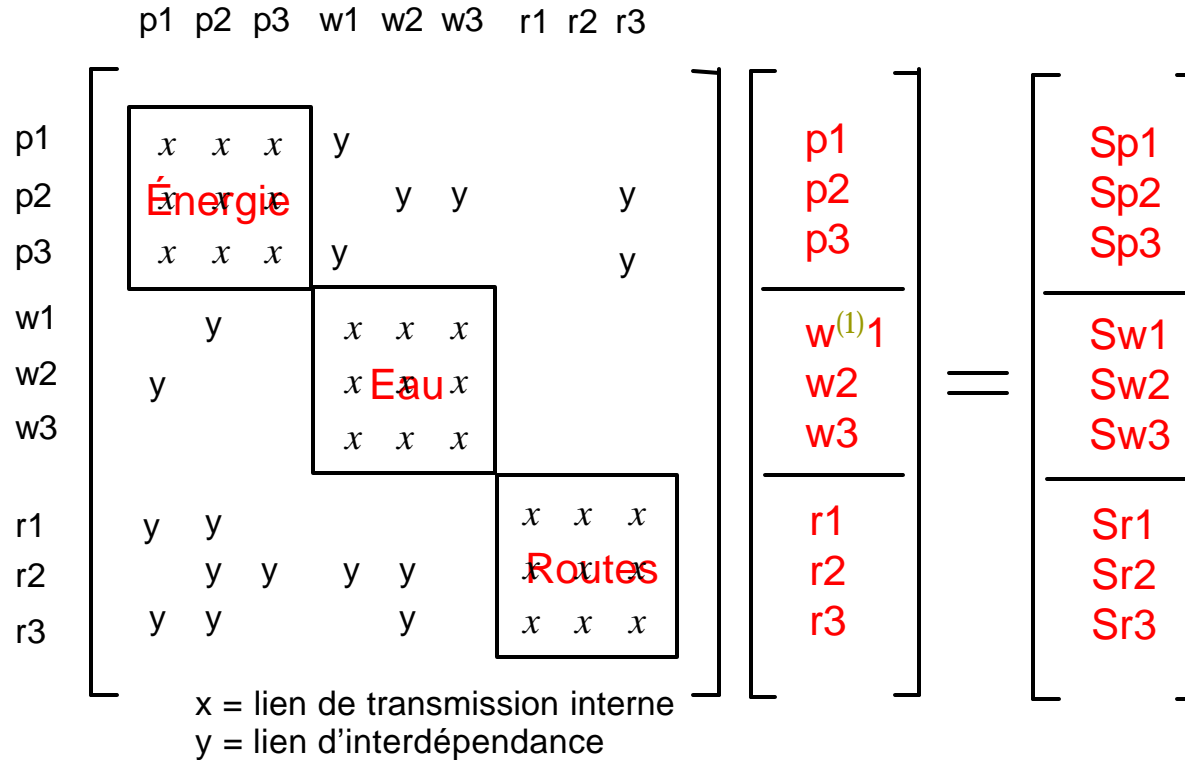 p1 p2 p3 w1 w2 w3 r1 r2 r3
p1 x x x y p1 Sp1
p2 x x x y y y p2 Sp2
Énergie
p3 x x x y y p3 Sp3
w1 y x x x w(1)1 Sw1
w2 y x x x w2 = Sw2
Eau
w3 x x x w3 Sw3
r1 y y x x x r1 Sr1
r2 y y y y x x x r2 Sr2
Routes
r3 y y y x x x r3 Sr3
x = lien de transmission interne
y = lien d'interdépendance